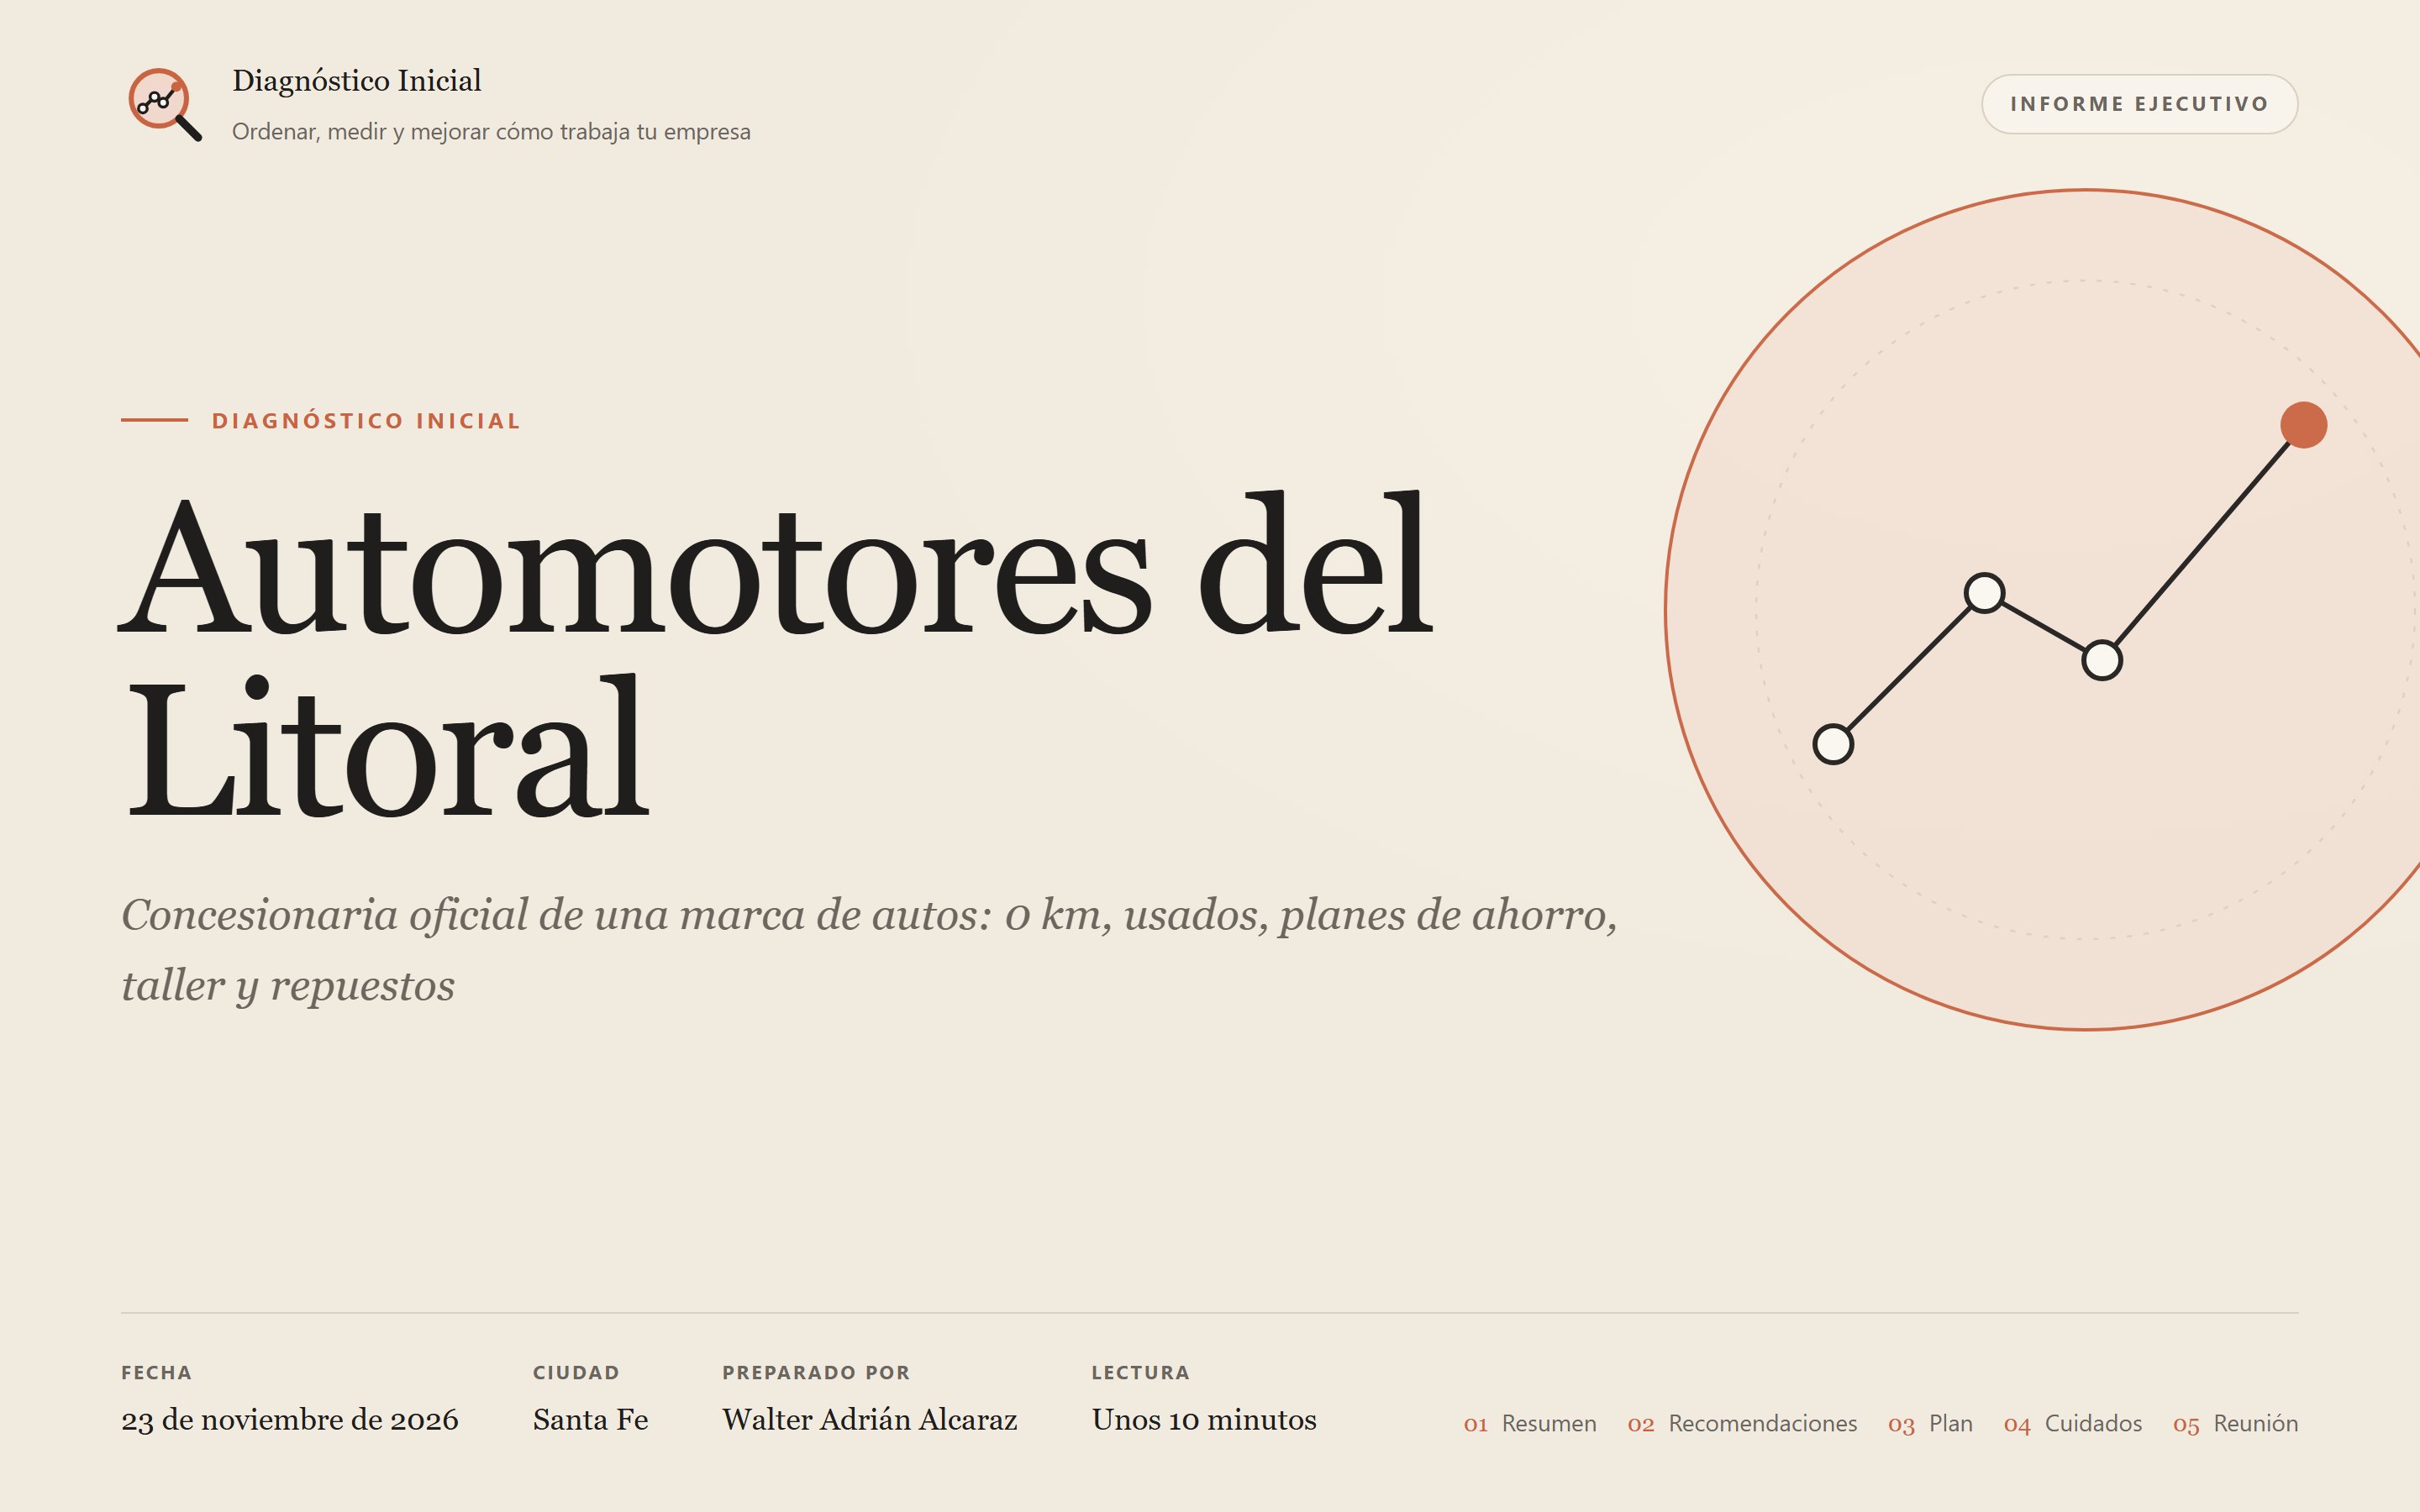 Diagnóstico Inicial
Ordenar, medir y mejorar cómo trabaja tu empresa
INFORME EJECUTIVO
DIAGNÓSTICO INICIAL
Automotores del
Litoral
Concesionaria oficial de una marca de autos: 0 km, usados, planes de ahorro,
taller y repuestos
FECHA
23 de noviembre de 2026
CIUDAD
Santa Fe
PREPARADO POR
Walter Adrián Alcaraz
LECTURA
Unos 10 minutos
01 Resumen 02 Recomendaciones 03 Plan 04 Cuidados 05 Reunión